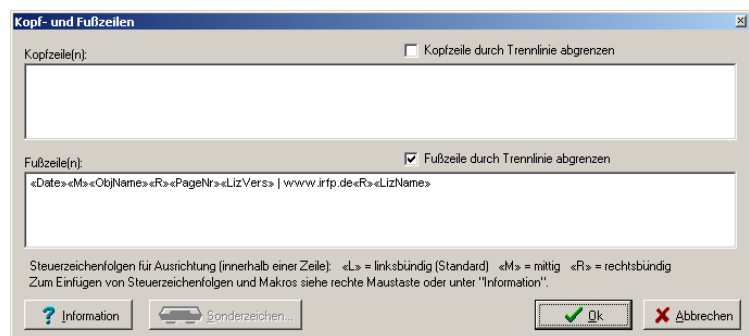 Kopf- und Fußzeilen
Kopfzeile(n):
Kopfzeile durch Trennlinie abgrenzen
Fußzeile(n):
Fußzeile durch Trennlinie abgrenzen
«Date»«M»«ObjName»«R»«PageNr»«LizVers» | www.irfp.de«R»«LizName»
Steuerzeichenfolgen für Ausrichtung (innerhalb einer Zeile): «L» = linksbündig (Standard) «M» = mittig «R» = rechtsbündig
Zum Einfügen von Steuerzeichenfolgen und Makros siehe rechte Maustaste oder unter "Information".
Information
Sonderzeichen...
Ok
Abbrechen